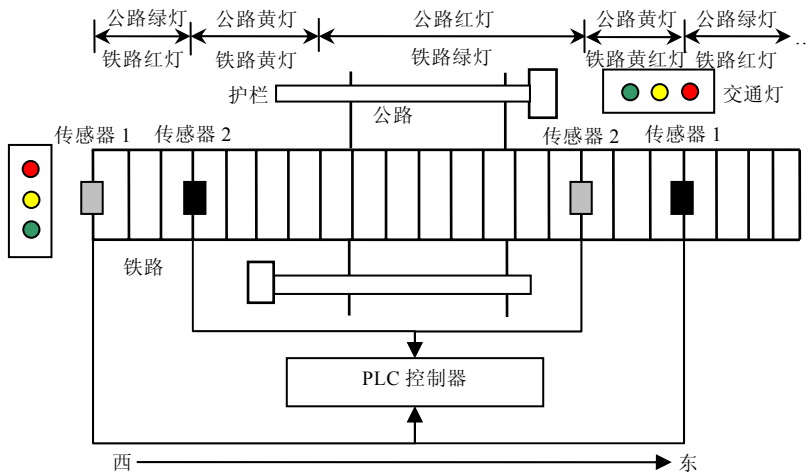 公路绿灯 公路黄灯 公路红灯 公路黄灯 公路绿灯
铁路红灯 铁路黄灯 铁路绿灯 铁路黄红灯 铁路红灯 ..
护栏 公路 交通灯
传感器 1 传感器 2 传感器 2 传感器 1
铁路
PLC 控制器
西 东